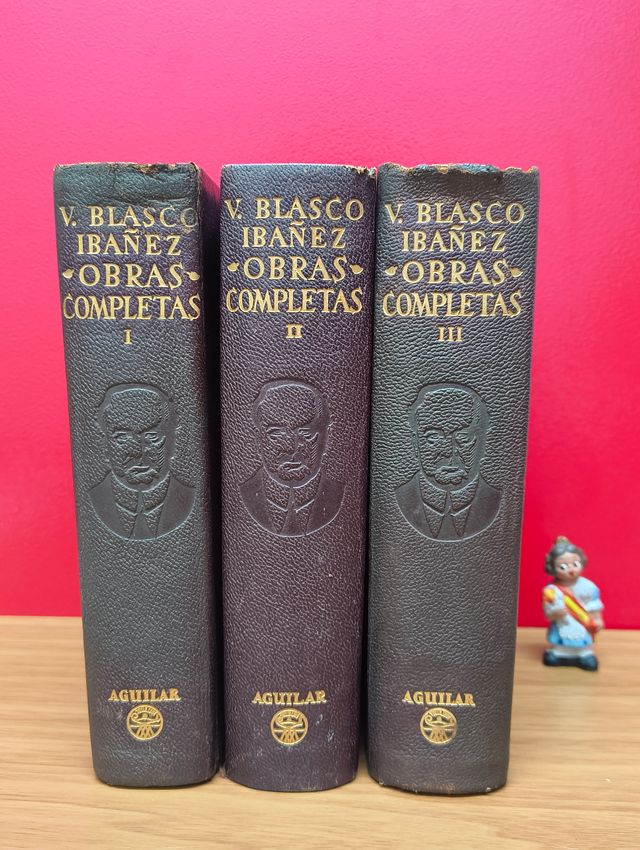 V. BLASCO
IBAÑEZ
OBRAS
COMPLETAS
I
AGUILAR
V. BLASCO
IBAÑEZ
OBRAS
COMPLETAS
II
AGUILAR
V. BLASCO
IBAÑEZ
OBRAS
COMPLETAS
III
AGUILAR